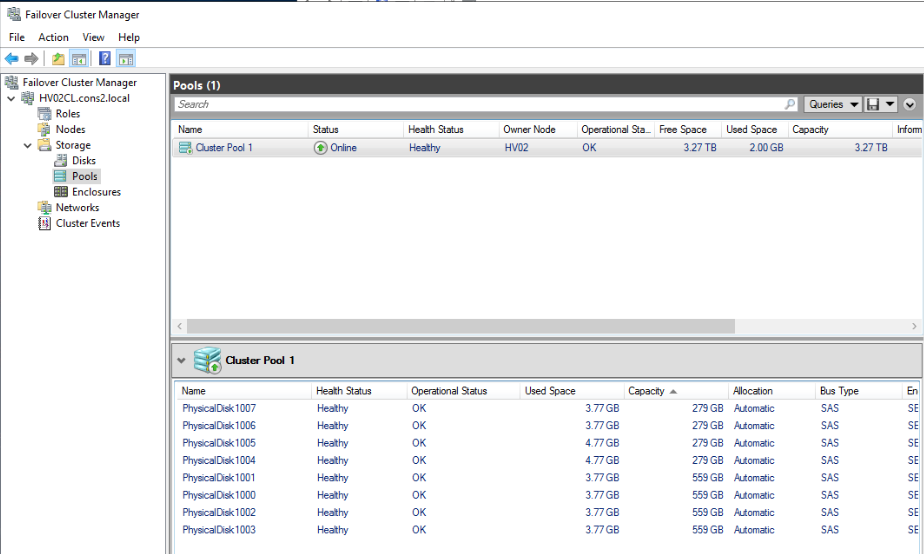 Failover Cluster Manager
File Action View Help
Failover Cluster Manager
HV02CL.cons2.local
Roles
Nodes
Storage
Disks
Pools
Enclosures
Networks
Cluster Events
Pools (1)
Search
Queries
Name Status Health Status Owner Node Operational Sta... Free Space Used Space Capacity Inform
Cluster Pool 1 Online Healthy HV02 OK 3.27 TB 2.00 GB 3.27 TB
Cluster Pool 1
Name Health Status Operational Status Used Space Capacity Allocation Bus Type En
PhysicalDisk1007 Healthy OK 3.77 GB 279 GB Automatic SAS SE
PhysicalDisk1006 Healthy OK 3.77 GB 279 GB Automatic SAS SE
PhysicalDisk1005 Healthy OK 4.77 GB 279 GB Automatic SAS SE
PhysicalDisk1004 Healthy OK 4.77 GB 279 GB Automatic SAS SE
PhysicalDisk1001 Healthy OK 3.77 GB 559 GB Automatic SAS SE
PhysicalDisk1000 Healthy OK 3.77 GB 559 GB Automatic SAS SE
PhysicalDisk1002 Healthy OK 3.77 GB 559 GB Automatic SAS SE
PhysicalDisk1003 Healthy OK 3.77 GB 559 GB Automatic SAS SE